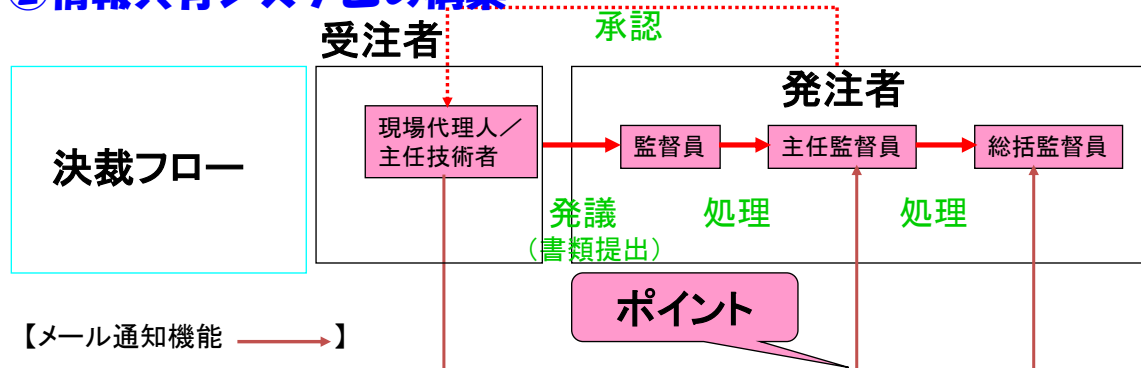 受注者
承認
発注者
決裁フロー
現場代理人／
主任技術者
監督員
主任監督員
総括監督員
発議
（書類提出）
処理
処理
ポイント
【メール通知機能 】